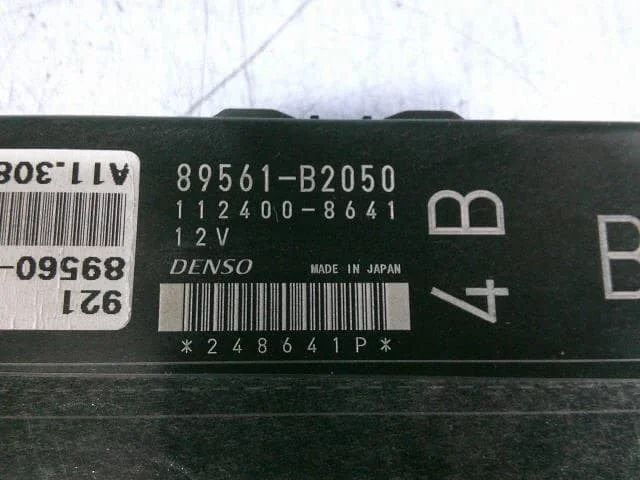 89561-B2050
112400-8641
12V
DENSO MADE IN JAPAN
*248641P*
4B
B
A11.308
89560-
921